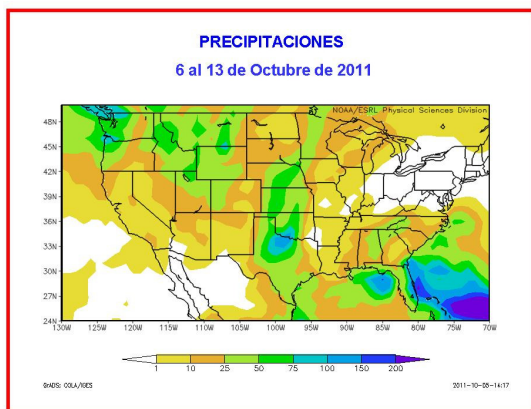 PRECIPITACIONES
6 al 13 de Octubre de 2011
NOAA/ESRL Physical Sciences Division
48N
45N
42N
39N
36N
33N
30N
27N
24N
130W 125W 120W 115W 110W 105W 100W 95W 90W 85W 80W 75W 70W
1 10 25 50 75 100 150 200
GrADS: COLA/IGES 2011-10-05-14:17